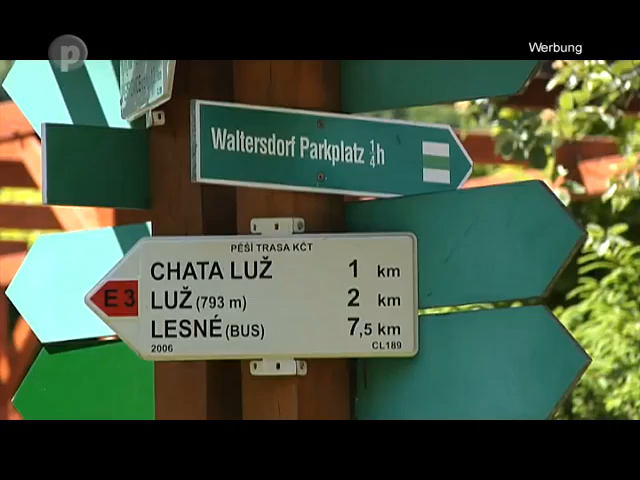 p
Werbung
Waltersdorf Parkplatz ¼h
PĚŠÍ TRASA KČT
CHATA LUŽ 1 km
E 3 LUŽ (793 m) 2 km
LESNÉ (BUS) 7,5 km
2006 CL189